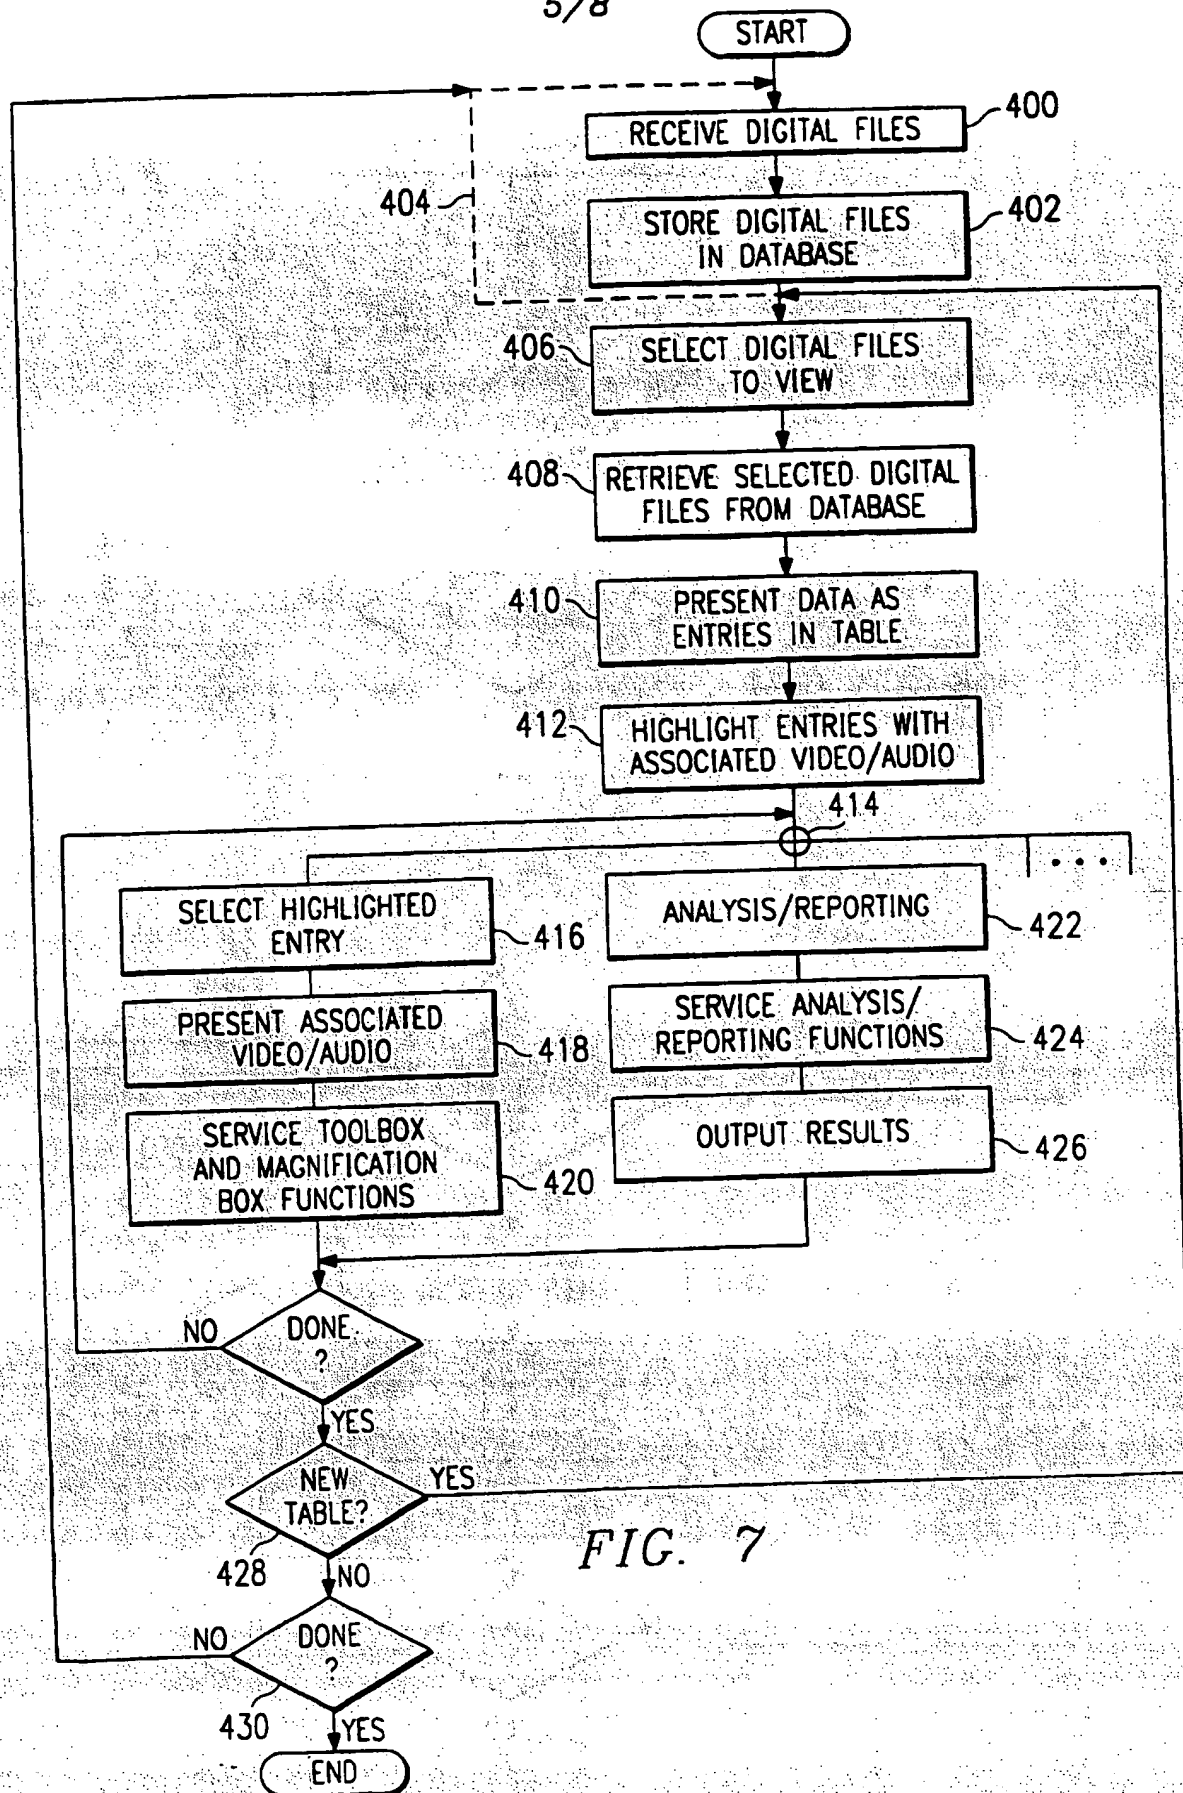 5/8
START
RECEIVE DIGITAL FILES
400
STORE DIGITAL FILES
IN DATABASE
402
404
406
SELECT DIGITAL FILES
TO VIEW
408
RETRIEVE SELECTED DIGITAL
FILES FROM DATABASE
410
PRESENT DATA AS
ENTRIES IN TABLE
412
HIGHLIGHT ENTRIES WITH
ASSOCIATED VIDEO/AUDIO
414
• • •
SELECT HIGHLIGHTED
ENTRY
416
ANALYSIS/REPORTING
422
PRESENT ASSOCIATED
VIDEO/AUDIO
418
SERVICE ANALYSIS/
REPORTING FUNCTIONS
424
SERVICE TOOLBOX
AND MAGNIFICATION
BOX FUNCTIONS
420
OUTPUT RESULTS
426
NO
DONE
?
YES
NEW
TABLE?
YES
428
NO
FIG. 7
NO
DONE
?
430
YES
END